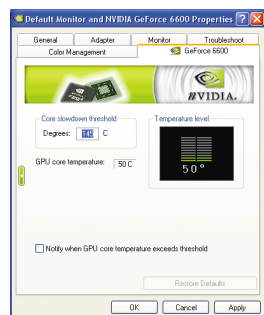 Default Monitor and NVIDIA GeForce 6600 Properties
General Adapter Monitor Troubleshoot
Color Management GeForce 6600
NVIDIA.
Core slowdown threshold Temperature level
Degrees: 145 C
GPU core temperature: 50 C
50°
Notify when GPU core temperature exceeds threshold
Restore Defaults
OK Cancel Apply